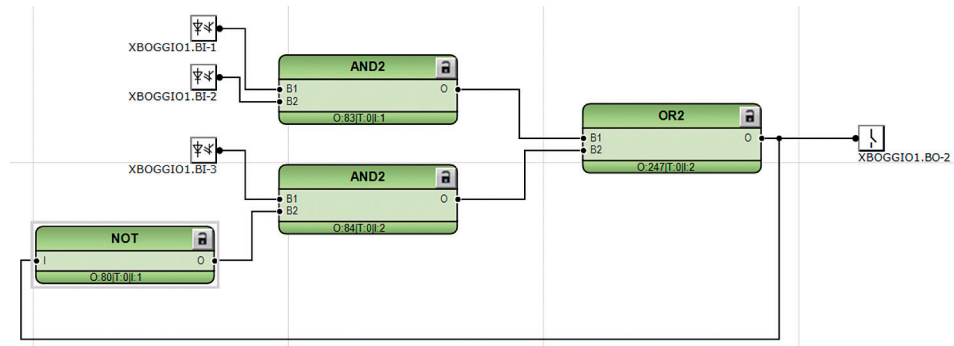 XBOGGIO1.BI-1
XBOGGIO1.BI-2
AND2
B1 O
B2
O:83|T:0|I:1
OR2
B1 O
B2
O:247|T:0|I:2
XBOGGIO1.BO-2
XBOGGIO1.BI-3
AND2
B1 O
B2
O:84|T:0|I:2
NOT
I O
O:80|T:0|I:1